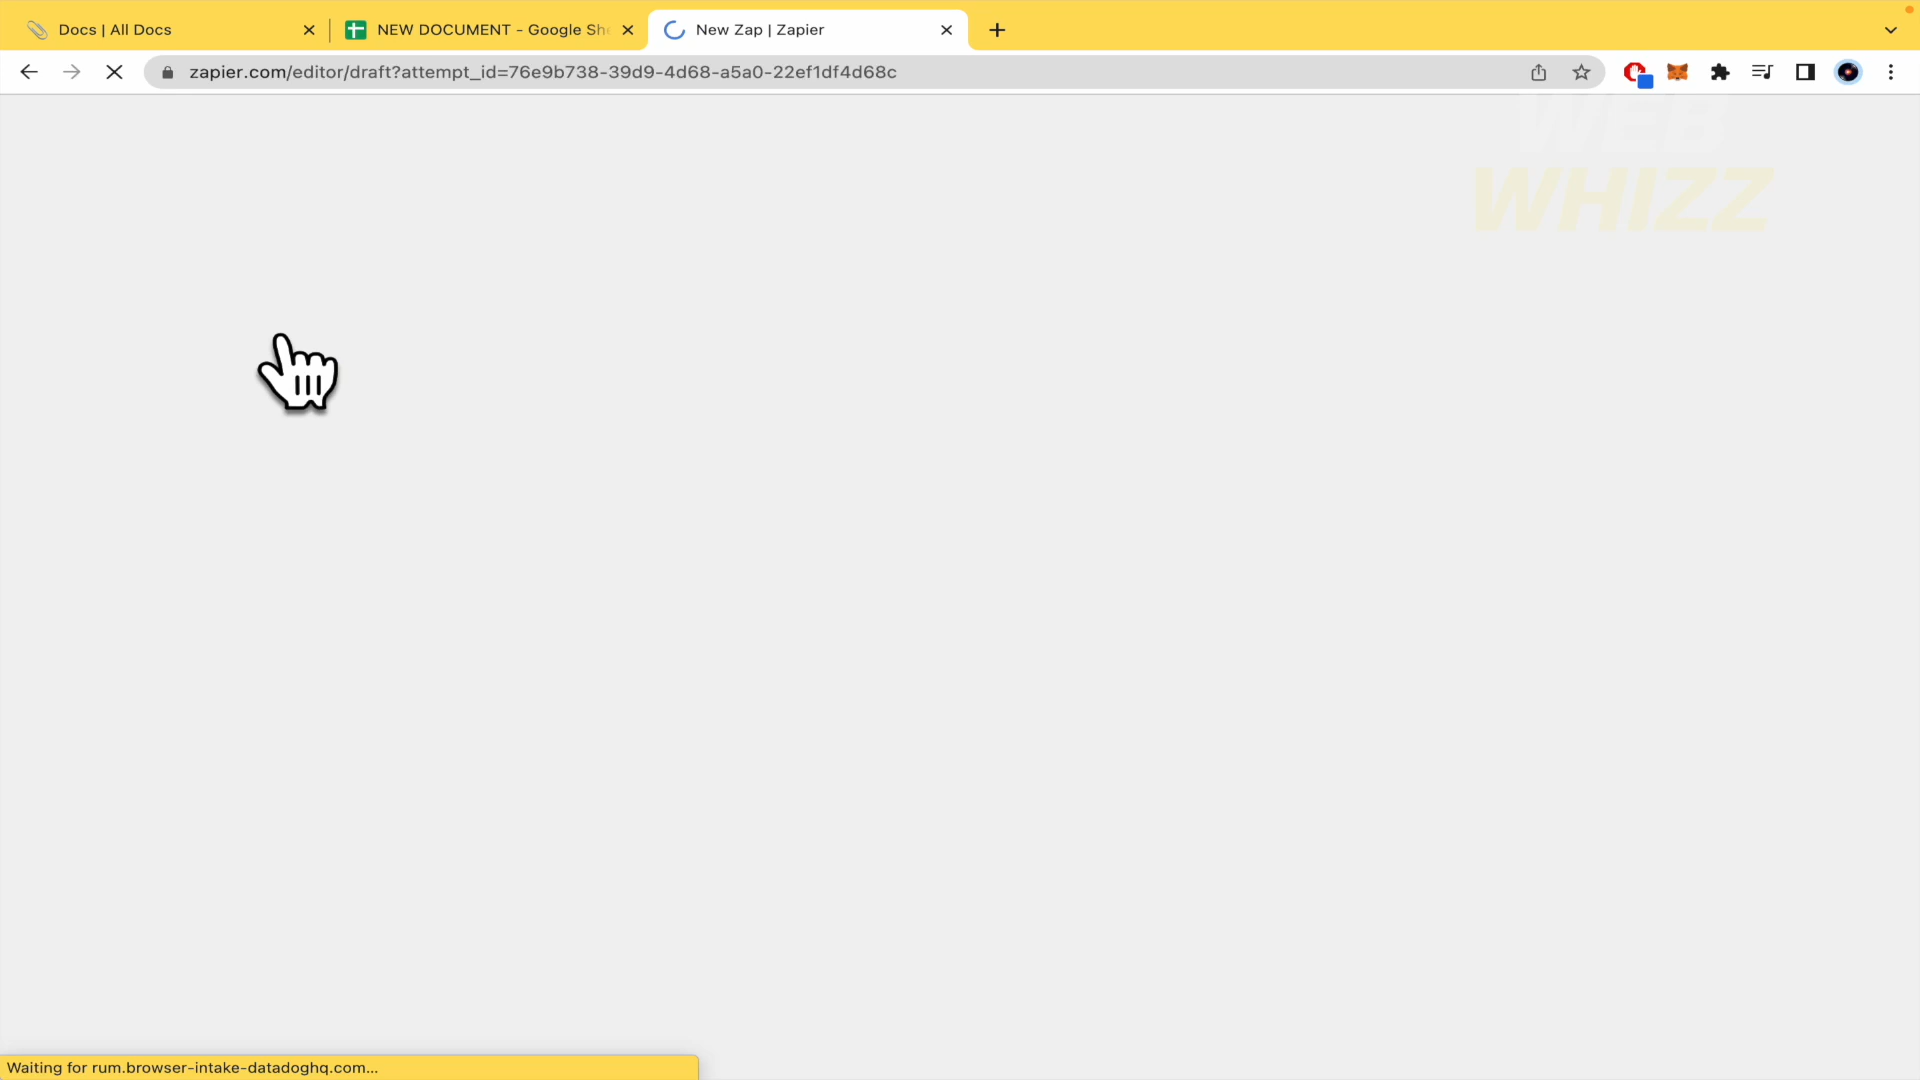 Docs | All Docs
NEW DOCUMENT - Google She
New Zap | Zapier
zapier.com/editor/draft?attempt_id=76e9b738-39d9-4d68-a5a0-22ef1df4d68c
WEB
WHIZZ
Waiting for rum.browser-intake-datadoghq.com...